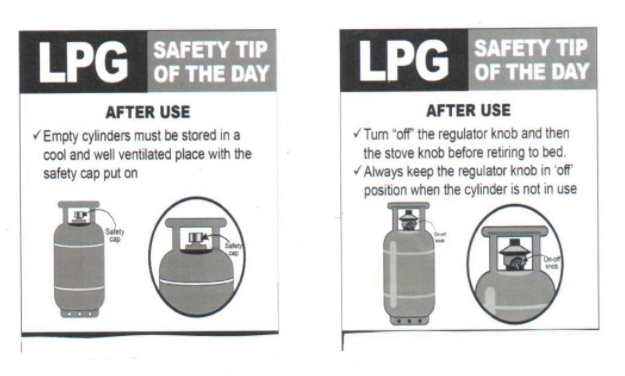 LPG
SAFETY TIP
OF THE DAY
AFTER USE
✓ Empty cylinders must be stored in a
cool and well ventilated place with the
safety cap put on
Safety
cap
Safety
cap
LPG
SAFETY TIP
OF THE DAY
AFTER USE
✓ Turn “off” the regulator knob and then
the stove knob before retiring to bed.
✓ Always keep the regulator knob in ‘off’
position when the cylinder is not in use
On-off
knob
On-off
knob